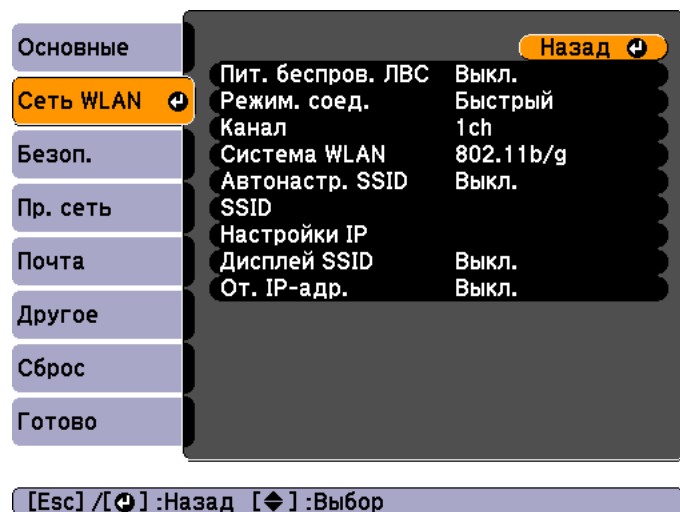 Основные
Сеть WLAN
Безоп.
Пр. сеть
Почта
Другое
Сброс
Готово
Назад
Пит. беспров. ЛВС Выкл.
Режим. соед. Быстрый
Канал 1ch
Система WLAN 802.11b/g
Автонастр. SSID Выкл.
SSID
Настройки IP
Дисплей SSID Выкл.
От. IP-адр. Выкл.
[Esc] /[⏎] :Назад [◆] :Выбор